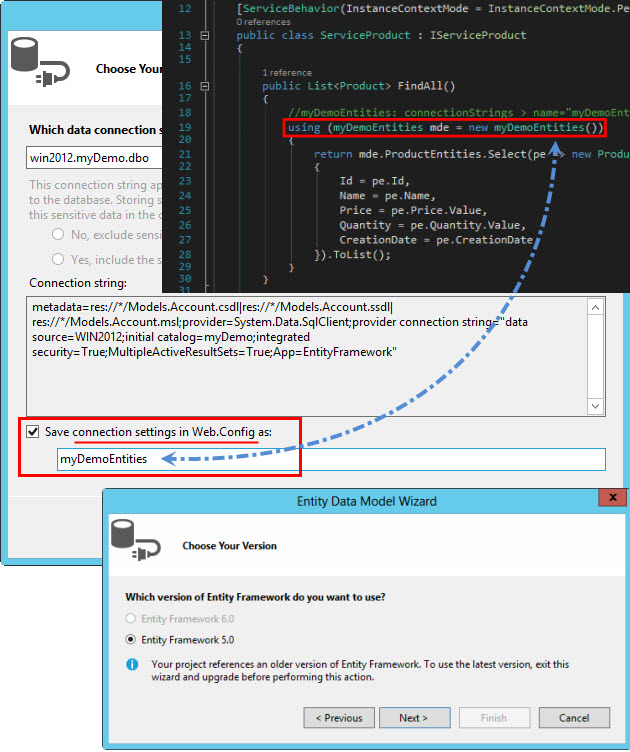 12 [ServiceBehavior(InstanceContextMode = InstanceContextMode.Pe
0 references
13 public class ServiceProduct : IServiceProduct
14 {
15
1 reference
16 public List<Product> FindAll()
17 {
18 //myDemoEntities: connectionStrings > name="myDemoEnt
19 using (myDemoEntities mde = new myDemoEntities())
20 {
21 return mde.ProductEntities.Select(pe => new Produ
22 {
23 Id = pe.Id,
24 Name = pe.Name,
25 Price = pe.Price.Value,
26 Quantity = pe.Quantity.Value,
27 CreationDate = pe.CreationDate
28 }).ToList();
29 }
30 }
31
Choose Your
Which data connection s
win2012.myDemo.dbo
This connection string ap
to the database. Storing s
this sensitive data in the c
No, exclude sensi
Yes, include the s
Connection string:
metadata=res://*/Models.Account.csdl|res://*/Models.Account.ssdl|
res://*/Models.Account.msl;provider=System.Data.SqlClient;provider connection string="data
source=WIN2012;initial catalog=myDemo;integrated
security=True;MultipleActiveResultSets=True;App=EntityFramework"
Save connection settings in Web.Config as:
myDemoEntities
Entity Data Model Wizard
x
Choose Your Version
Which version of Entity Framework do you want to use?
Entity Framework 6.0
Entity Framework 5.0
Your project references an older version of Entity Framework. To use the latest version, exit this
wizard and upgrade before performing this action.
< Previous Next > Finish Cancel